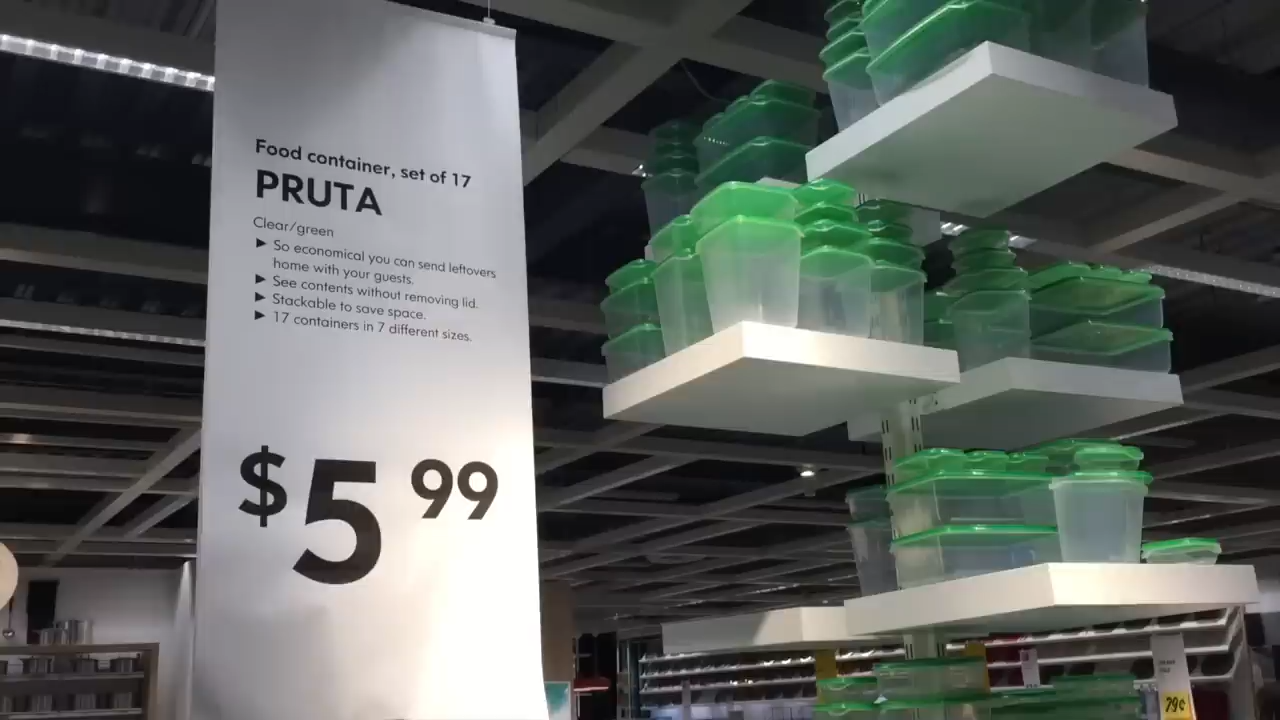 Food container, set of 17
PRUTA
Clear/green
▶ So economical you can send leftovers
home with your guests.
▶ See contents without removing lid.
▶ Stackable to save space.
▶ 17 containers in 7 different sizes.
$5 99
79¢